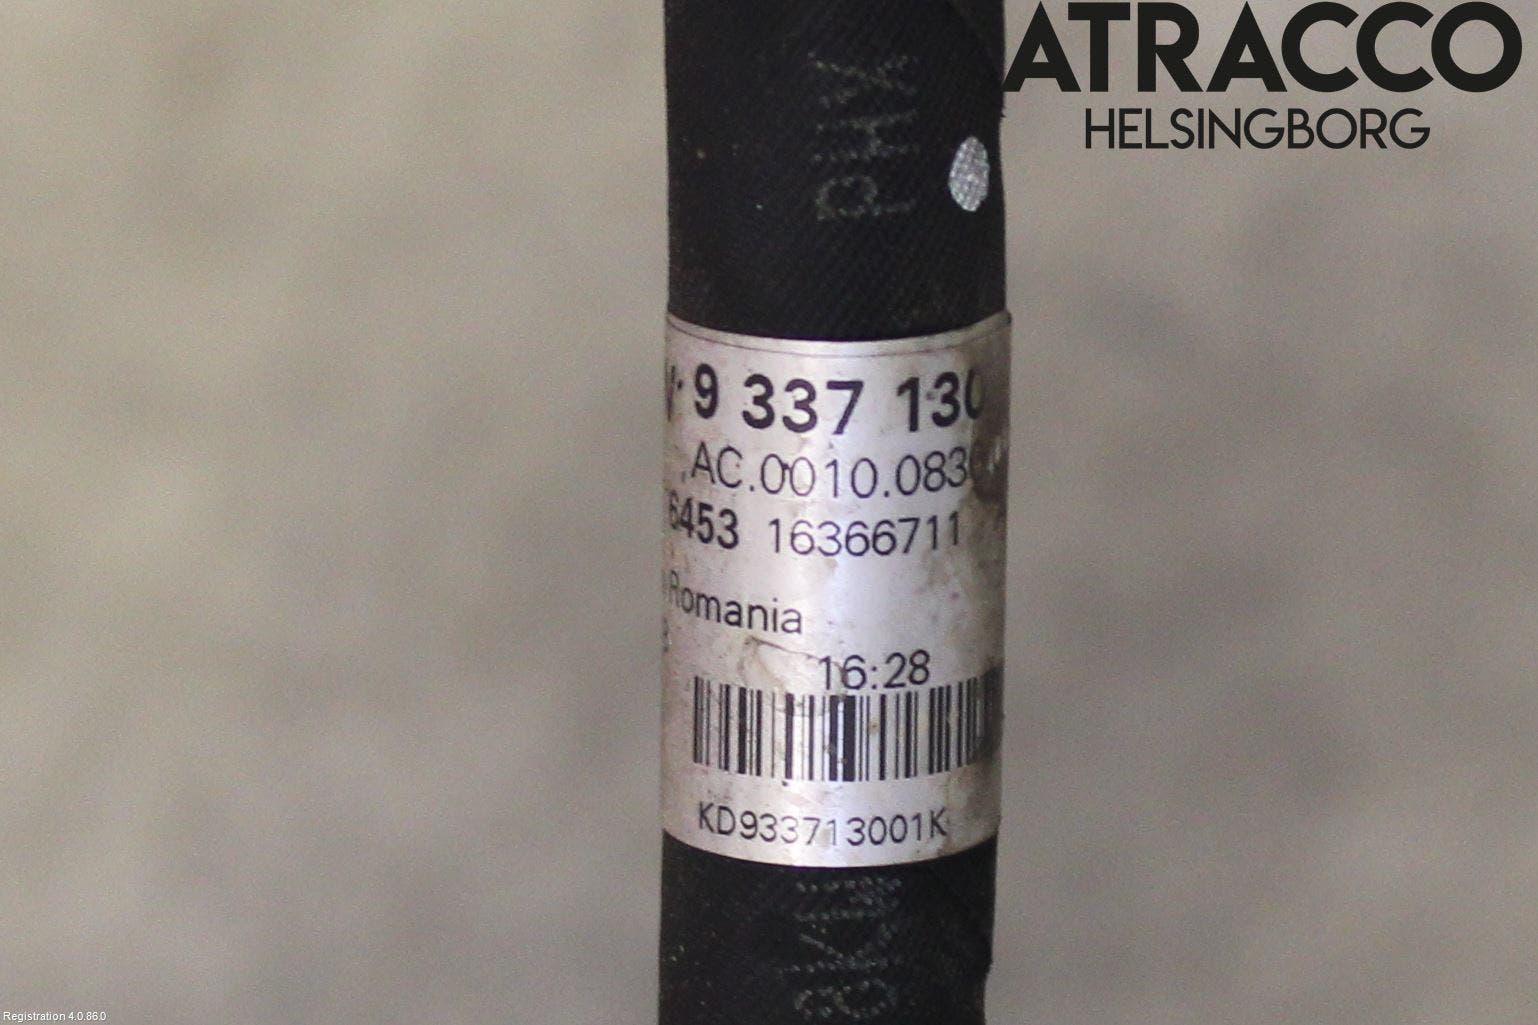 ATRACCO
HELSINGBORG
PHX
9 337 130
AC.0010.083
6453 16366711
Romania
16:28
KD933713001K
Registration 4.0.86.0